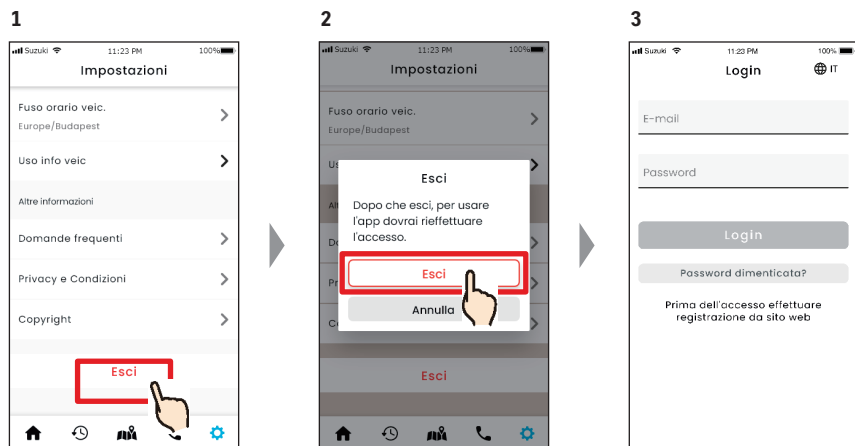 1
Suzuki 11:23 PM 100%
Impostazioni
Fuso orario veic.
Europe/Budapest
Uso info veic
Altre informazioni
Domande frequenti
Privacy e Condizioni
Copyright
Esci
2
Suzuki 11:23 PM 100%
Impostazioni
Fuso orario veic.
Europe/Budapest
Esci
Dopo che esci, per usare
l'app dovrai rieffettuare
l'accesso.
Esci
Annulla
Esci
3
Suzuki 11:23 PM 100%
Login IT
E-mail
Password
Login
Password dimenticata?
Prima dell'accesso effettuare
registrazione da sito web